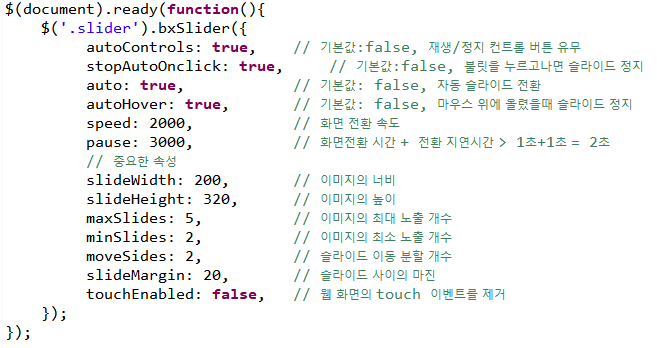 $(document).ready(function(){
    $('.slider').bxSlider({
        autoControls: true,    // 기본값:false, 재생/정지 컨트롤 버튼 유무
        stopAutoOnclick: true,    // 기본값:false, 불릿을 누르고나면 슬라이드 정지
        auto: true,    // 기본값: false, 자동 슬라이드 전환
        autoHover: true,    // 기본값: false, 마우스 위에 올렸을때 슬라이드 정지
        speed: 2000,    // 화면 전환 속도
        pause: 3000,    // 화면전환 시간 + 전환 지연시간 > 1초+1초 = 2초
        // 중요한 속성
        slideWidth: 200,    // 이미지의 너비
        slideHeight: 320,    // 이미지의 높이
        maxSlides: 5,    // 이미지의 최대 노출 개수
        minSlides: 2,    // 이미지의 최소 노출 개수
        moveSides: 2,    // 슬라이드 이동 분할 개수
        slideMargin: 20,    // 슬라이드 사이의 마진
        touchEnabled: false,    // 웹 화면의 touch 이벤트를 제거
    });
});